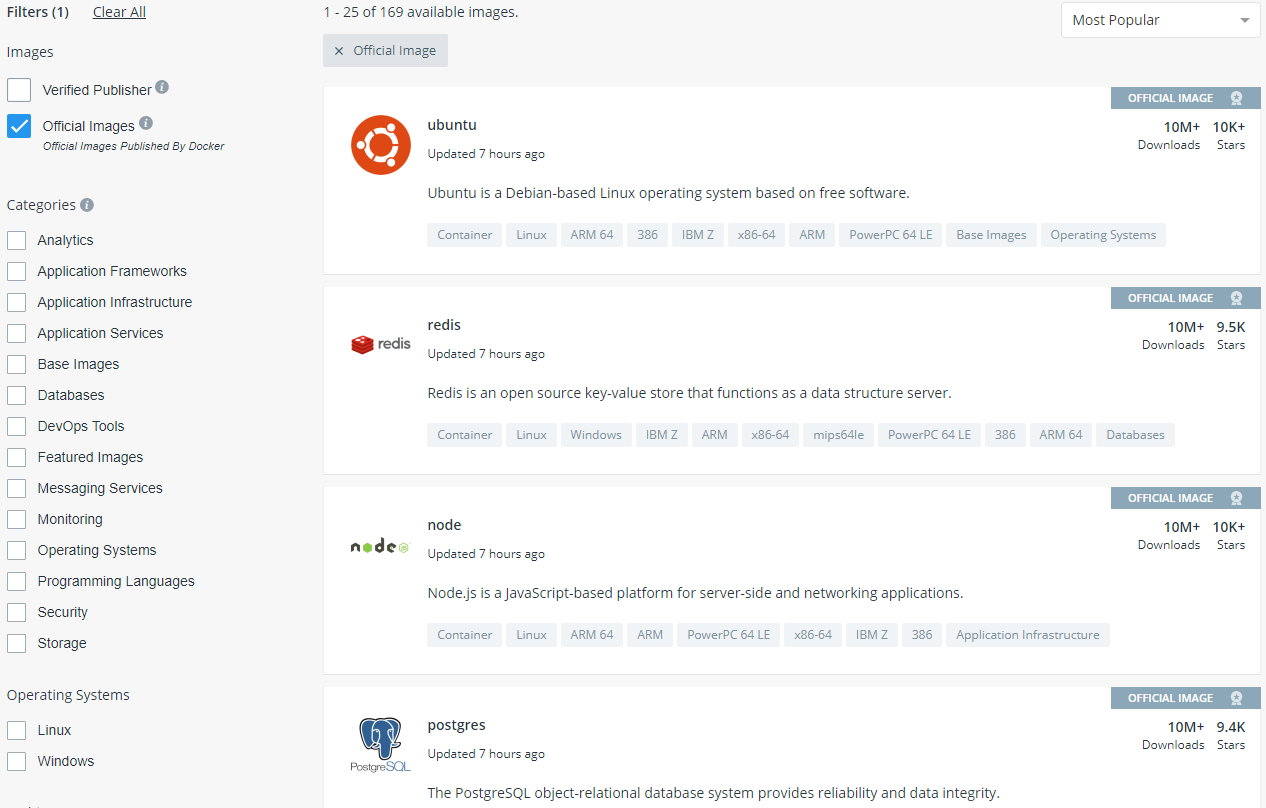 Filters (1) Clear All
Images
Verified Publisher
Official Images
Official Images Published By Docker
Categories
Analytics
Application Frameworks
Application Infrastructure
Application Services
Base Images
Databases
DevOps Tools
Featured Images
Messaging Services
Monitoring
Operating Systems
Programming Languages
Security
Storage
Operating Systems
Linux
Windows
1 - 25 of 169 available images.
Most Popular
× Official Image
OFFICIAL IMAGE
ubuntu
10M+ 10K+
Downloads Stars
Updated 7 hours ago
Ubuntu is a Debian-based Linux operating system based on free software.
Container Linux ARM 64 386 IBM Z x86-64 ARM PowerPC 64 LE Base Images Operating Systems
OFFICIAL IMAGE
redis
redis
9.5K
10M+
Downloads Stars
Updated 7 hours ago
Redis is an open source key-value store that functions as a data structure server.
Container Linux Windows IBM Z ARM x86-64 mips64le PowerPC 64 LE 386 ARM 64 Databases
OFFICIAL IMAGE
node
node
10M+ 10K+
Downloads Stars
Updated 7 hours ago
Node.js is a JavaScript-based platform for server-side and networking applications.
Container Linux ARM 64 ARM PowerPC 64 LE x86-64 IBM Z 386 Application Infrastructure
OFFICIAL IMAGE
PostgreSQL
postgres
10M+ 9.4K
Downloads Stars
Updated 7 hours ago
The PostgreSQL object-relational database system provides reliability and data integrity.